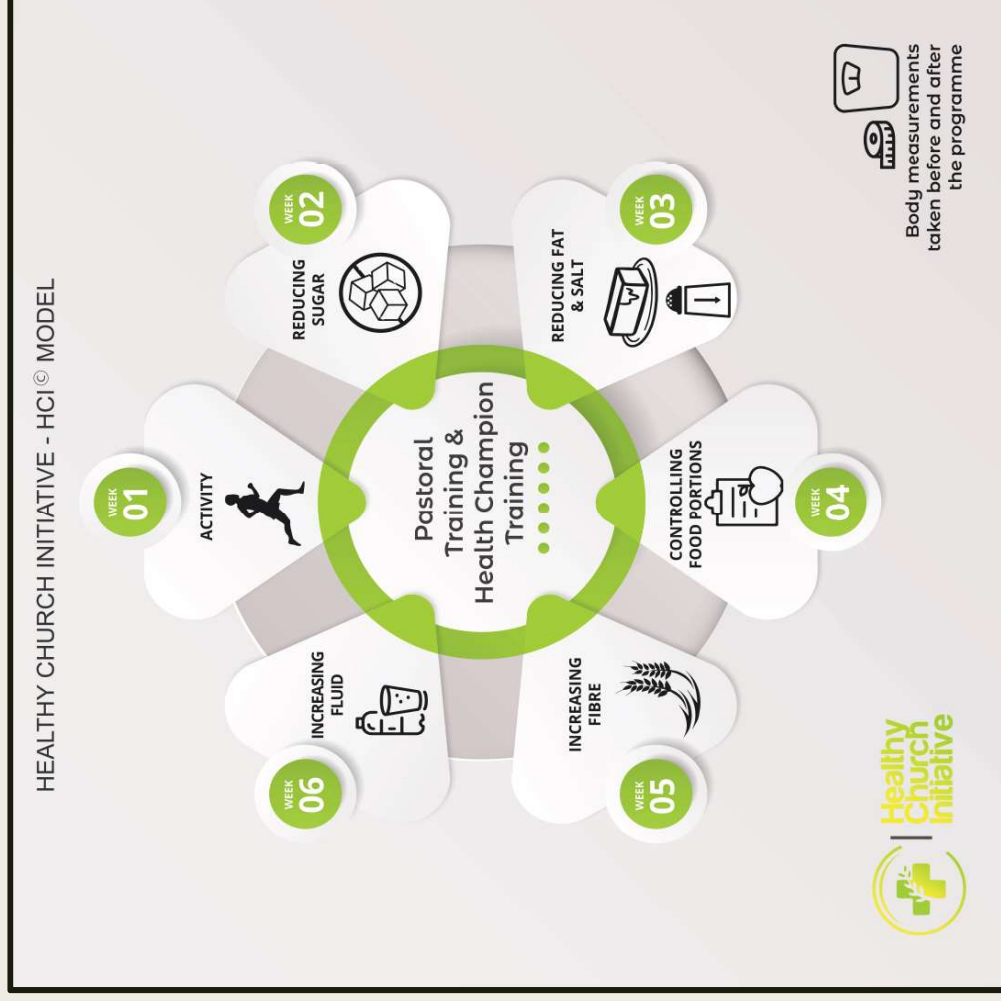 HEALTHY CHURCH INITIATIVE - HCI© MODEL
WEEK
01
ACTIVITY
WEEK
02
REDUCING
SUGAR
WEEK
03
REDUCING FAT
& SALT
WEEK
04
CONTROLLING
FOOD PORTIONS
WEEK
05
INCREASING
FIBRE
WEEK
06
INCREASING
FLUID
Pastoral
Training &
Health Champion
Training
Healthy
Church
Initiative
Body measurements
taken before and after
the programme